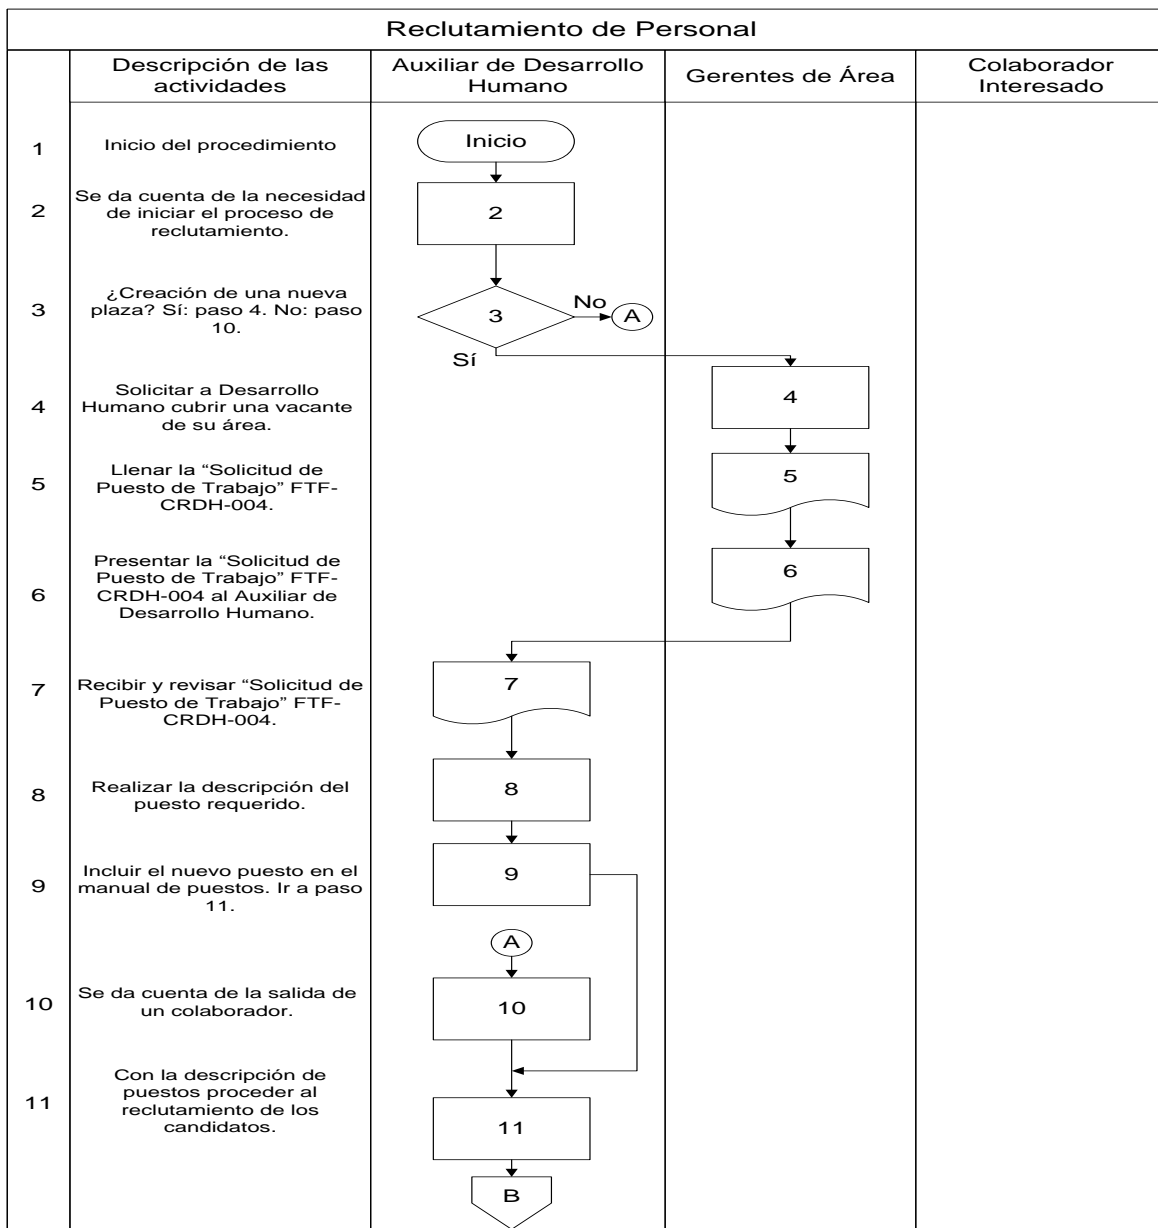 Reclutamiento de Personal
Descripción de las
actividades
Auxiliar de Desarrollo
Humano
Gerentes de Área
Colaborador
Interesado
1
Inicio del procedimiento
Inicio
2
Se da cuenta de la necesidad
de iniciar el proceso de
reclutamiento.
2
3
¿Creación de una nueva
plaza? Sí: paso 4. No: paso
10.
3
No
A
Sí
4
Solicitar a Desarrollo
Humano cubrir una vacante
de su área.
4
5
Llenar la “Solicitud de
Puesto de Trabajo” FTF-
CRDH-004.
5
6
Presentar la “Solicitud de
Puesto de Trabajo” FTF-
CRDH-004 al Auxiliar de
Desarrollo Humano.
6
7
Recibir y revisar “Solicitud de
Puesto de Trabajo” FTF-
CRDH-004.
7
8
Realizar la descripción del
puesto requerido.
8
9
Incluir el nuevo puesto en el
manual de puestos. Ir a paso
11.
9
A
10
Se da cuenta de la salida de
un colaborador.
10
11
Con la descripción de
puestos proceder al
reclutamiento de los
candidatos.
11
B